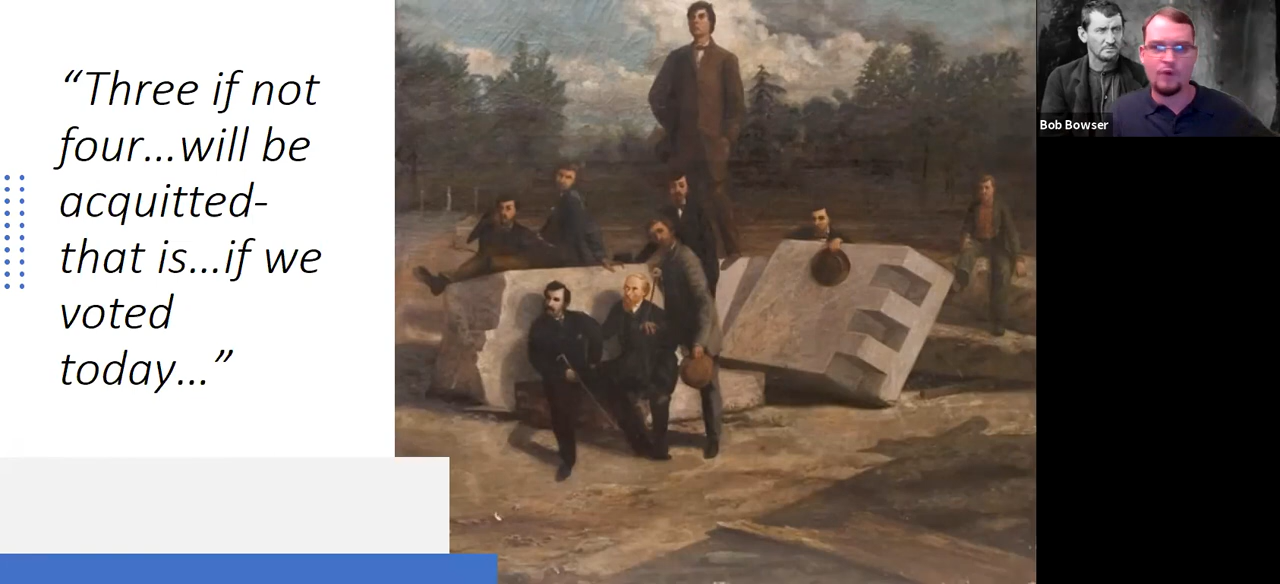 “Three if not
four...will be
acquitted-
that is...if we
voted
today...”
Bob Bowser